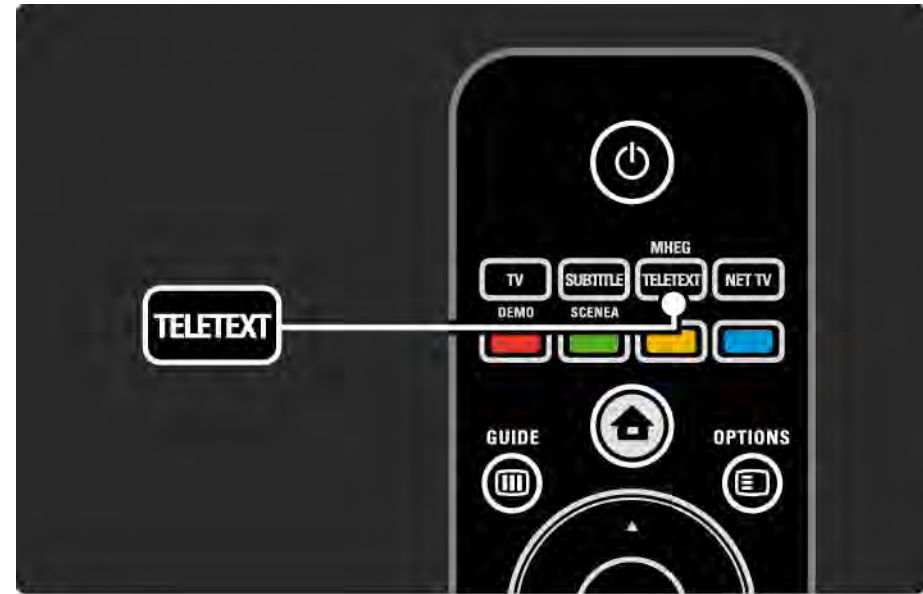 MHEG
TV SUBTITLE TELETEXT NET TV
DEMO SCENEA
TELETEXT
GUIDE OPTIONS